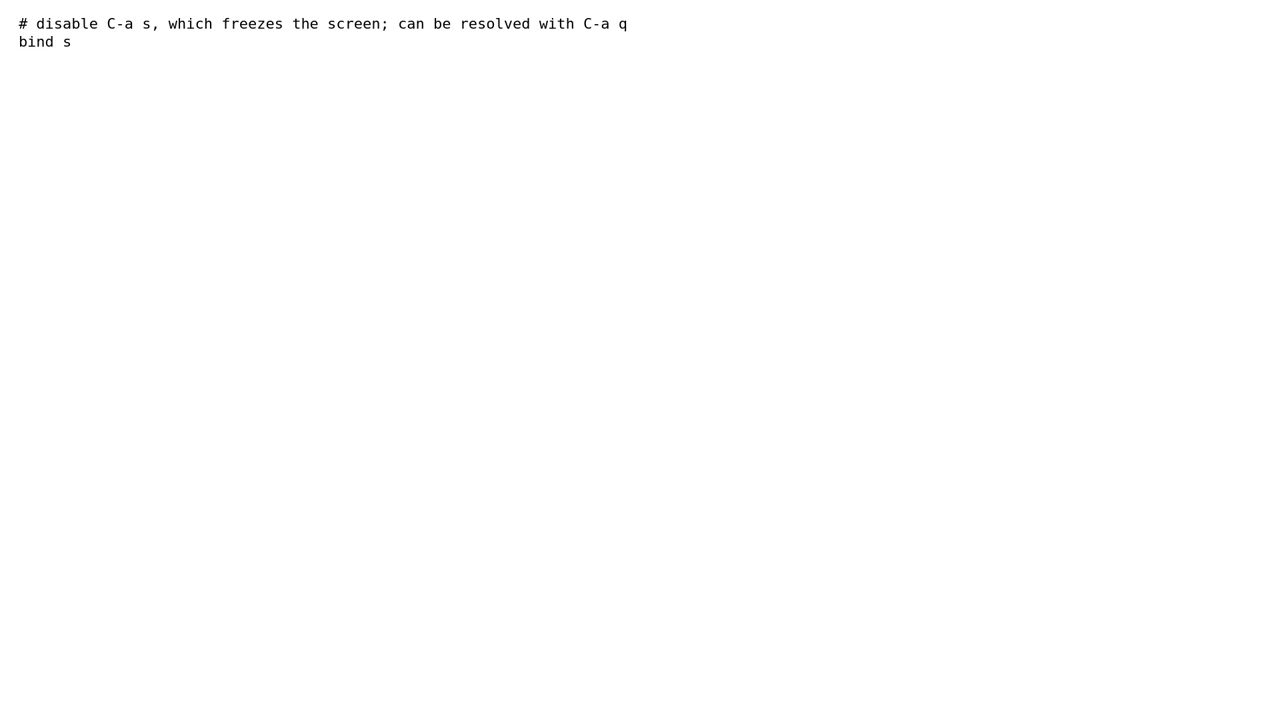 # disable C-a s, which freezes the screen; can be resolved with C-a q
bind s